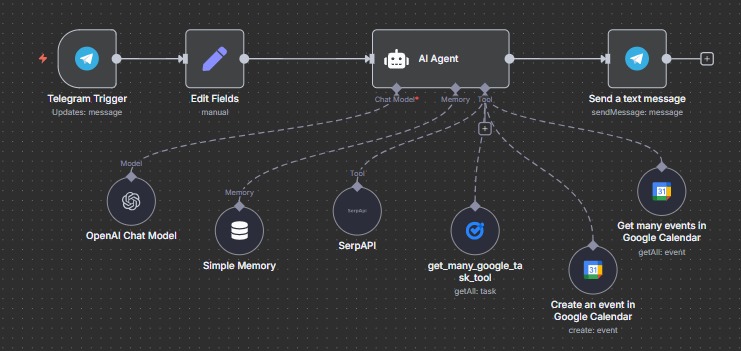 AI Agent
Telegram Trigger
Updates: message
Edit Fields
manual
Chat Model*
Memory
Tool
Send a text message
sendMessage: message
Model
OpenAI Chat Model
Memory
Simple Memory
Tool
SerpApi
SerpAPI
get_many_google_ta
sk_tool
getAll: task
31
Get many events in
Google Calendar
getAll: event
31
Create an event in
Google Calendar
create: event